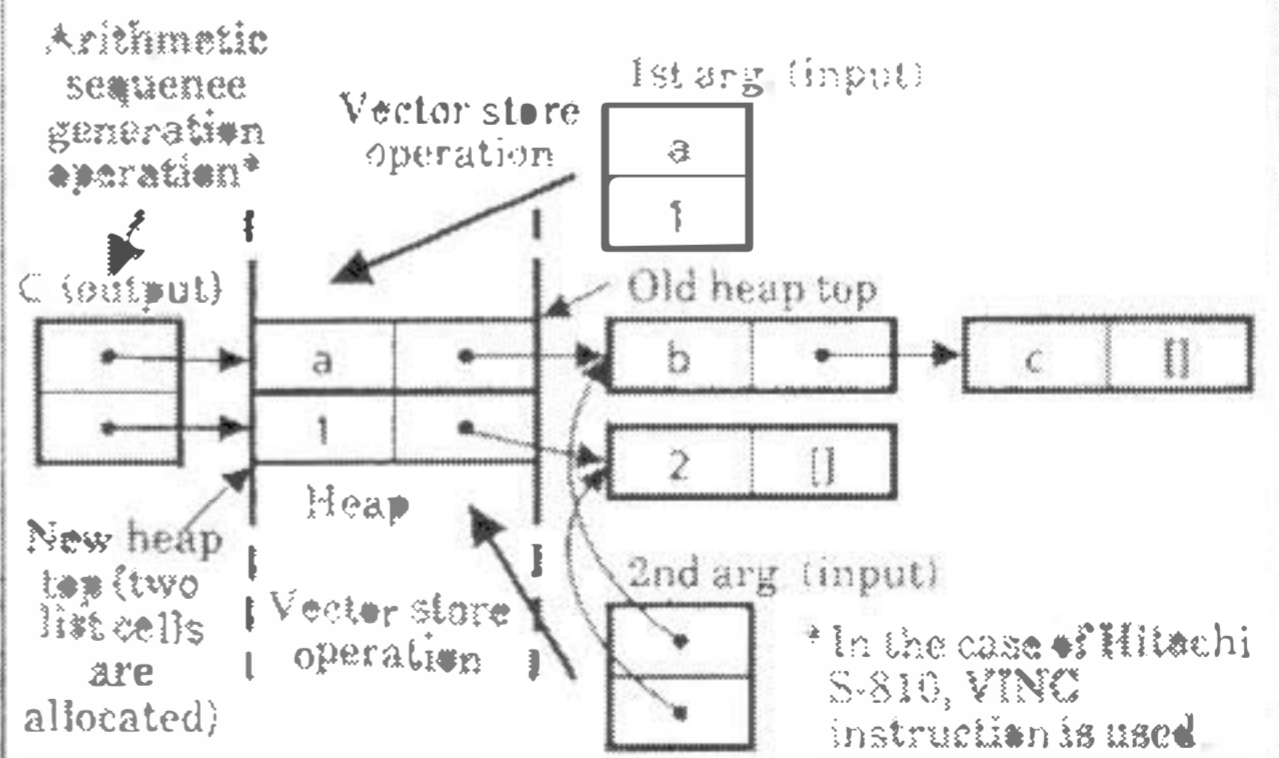 Arithmetic
sequence
generation
operation*
Vector store
operation
1st arg (input)
a
1
C (output)
Old heap top
a
b
c
[]
1
2
[]
Heap
New heap
top (two
list cells
are
allocated)
Vector store
operation
2nd arg (input)
* In the case of Hitachi
S-810, VINC
instruction is used